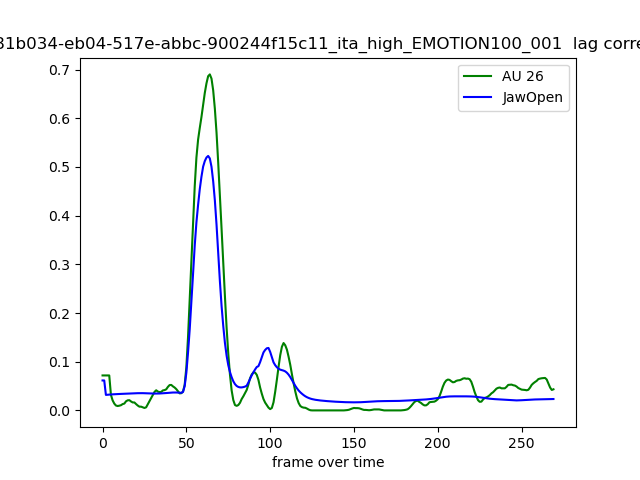 31b034-eb04-517e-abbc-900244f15c11_ita_high_EMOTION100_001 lag corre
AU 26
JawOpen
0.7
0.6
0.5
0.4
0.3
0.2
0.1
0.0
0 50 100 150 200 250
frame over time